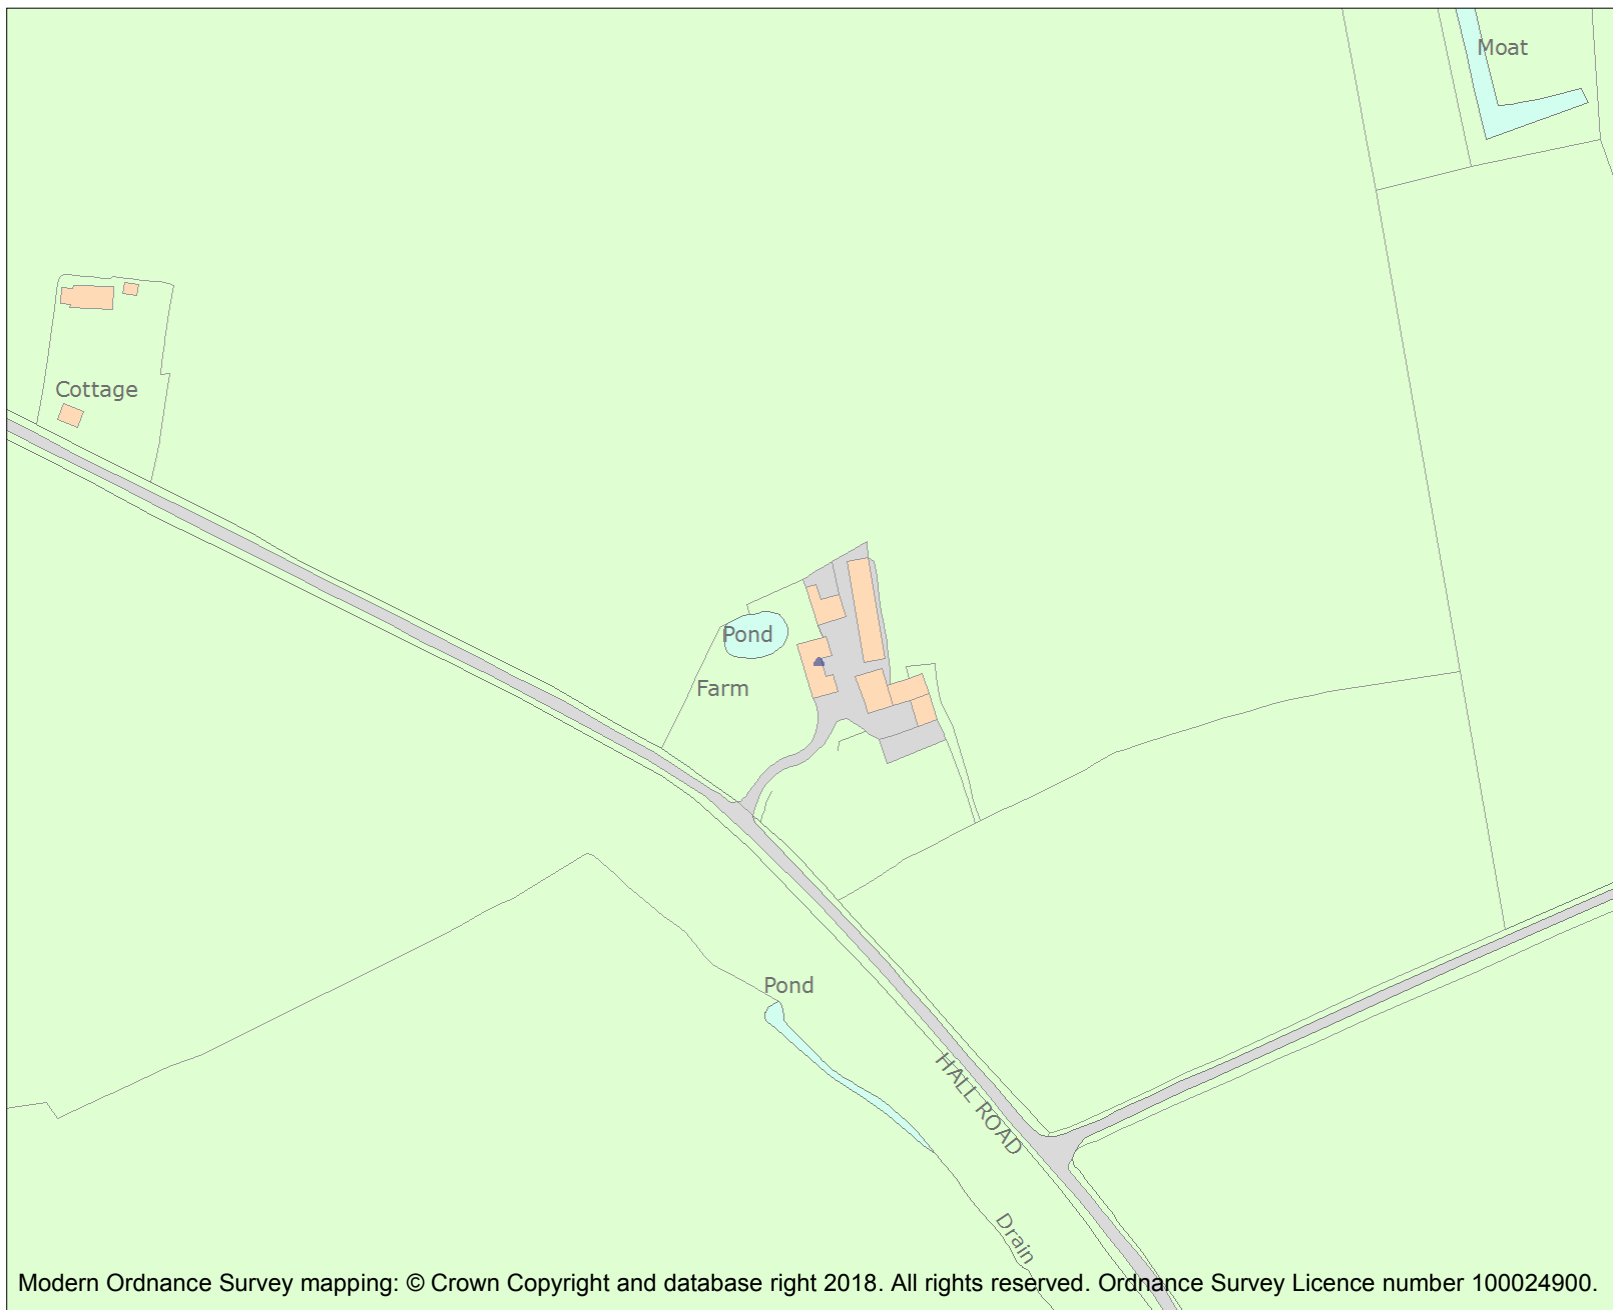 Moat
Cottage
Pond
Farm
Pond
HALL ROAD
Drain
Modern Ordnance Survey mapping: © Crown Copyright and database right 2018. All rights reserved. Ordnance Survey Licence number 100024900.